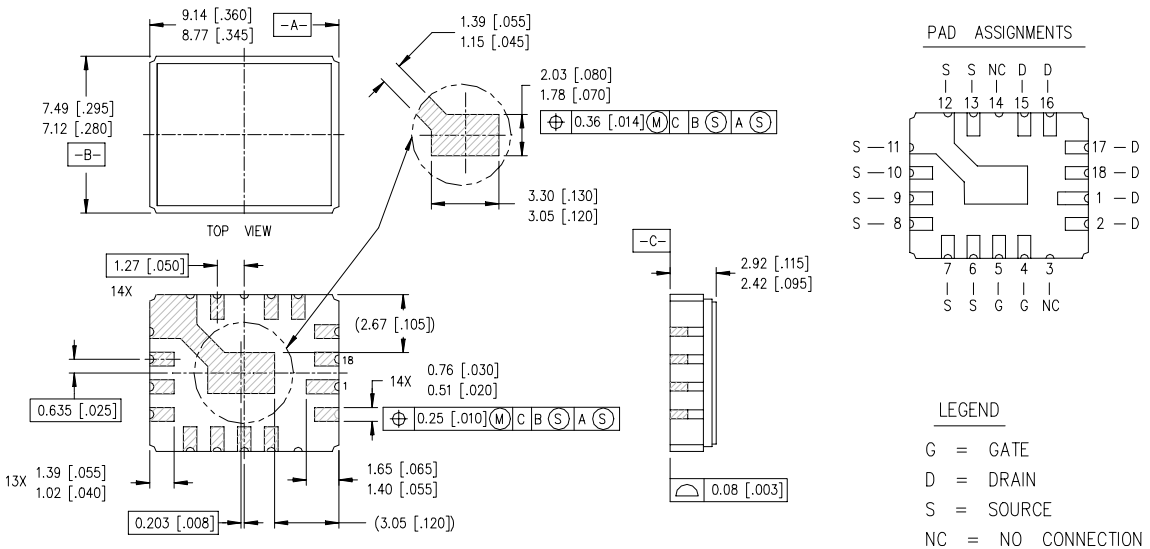 9.14 [.360]
8.77 [.345]
-A-
7.49 [.295]
7.12 [.280]
-B-
TOP VIEW
1.39 [.055]
1.15 [.045]
2.03 [.080]
1.78 [.070]
⌖ 0.36 [.014] Ⓜ C B Ⓢ A Ⓢ
3.30 [.130]
3.05 [.120]
1.27 [.050]
14X
(2.67 [.105])
18
1
0.635 [.025]
14X
0.76 [.030]
0.51 [.020]
⌖ 0.25 [.010] Ⓜ C B Ⓢ A Ⓢ
13X
1.39 [.055]
1.02 [.040]
1.65 [.065]
1.40 [.055]
0.203 [.008]
(3.05 [.120])
-C-
2.92 [.115]
2.42 [.095]
⌓ 0.08 [.003]
PAD ASSIGNMENTS
S S NC D D
12 13 14 15 16
S — 11
S — 10
S — 9
S — 8
17 — D
18 — D
1 — D
2 — D
7 6 5 4 3
S S G G NC
LEGEND
G = GATE
D = DRAIN
S = SOURCE
NC = NO CONNECTION